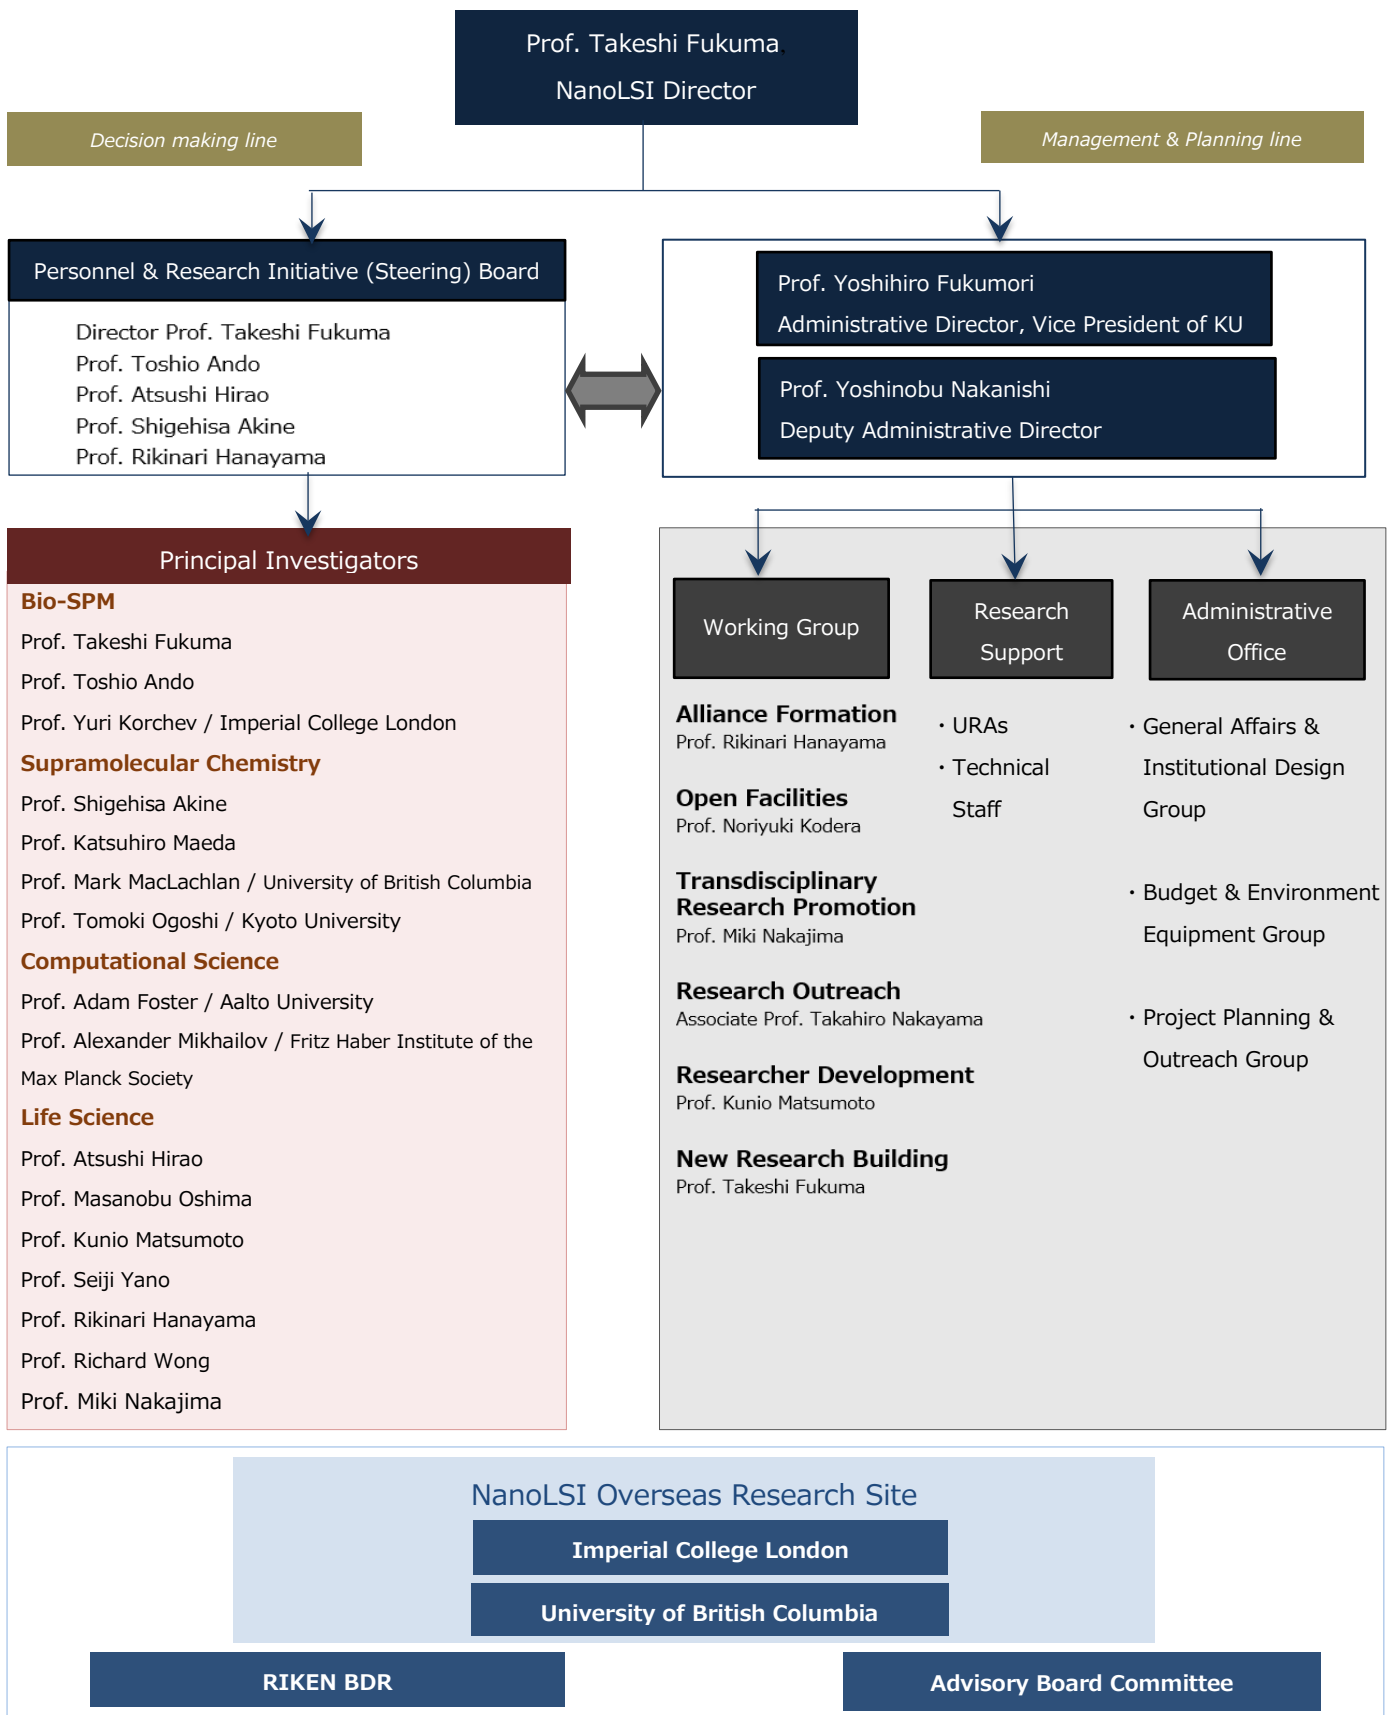 Prof. Takeshi Fukuma,
NanoLSI Director
Decision making line
Management & Planning line
Personnel & Research Initiative (Steering) Board
Director Prof. Takeshi Fukuma
Prof. Toshio Ando
Prof. Atsushi Hirao
Prof. Shigehisa Akine
Prof. Rikinari Hanayama
Prof. Yoshihiro Fukumori
Administrative Director, Vice President of KU
Prof. Yoshinobu Nakanishi
Deputy Administrative Director
Principal Investigators
Bio-SPM
Prof. Takeshi Fukuma
Prof. Toshio Ando
Prof. Yuri Korchev / Imperial College London
Supramolecular Chemistry
Prof. Shigehisa Akine
Prof. Katsuhiro Maeda
Prof. Mark MacLachlan / University of British Columbia
Prof. Tomoki Ogoshi / Kyoto University
Computational Science
Prof. Adam Foster / Aalto University
Prof. Alexander Mikhailov / Fritz Haber Institute of the
Max Planck Society
Life Science
Prof. Atsushi Hirao
Prof. Masanobu Oshima
Prof. Kunio Matsumoto
Prof. Seiji Yano
Prof. Rikinari Hanayama
Prof. Richard Wong
Prof. Miki Nakajima
Working Group
Alliance Formation
Prof. Rikinari Hanayama
Open Facilities
Prof. Noriyuki Kodera
Transdisciplinary
Research Promotion
Prof. Miki Nakajima
Research Outreach
Associate Prof. Takahiro Nakayama
Researcher Development
Prof. Kunio Matsumoto
New Research Building
Prof. Takeshi Fukuma
Research
Support
・URAs
・Technical
Staff
Administrative
Office
・General Affairs &
Institutional Design
Group
・Budget & Environment
Equipment Group
・Project Planning &
Outreach Group
NanoLSI Overseas Research Site
Imperial College London
University of British Columbia
RIKEN BDR
Advisory Board Committee